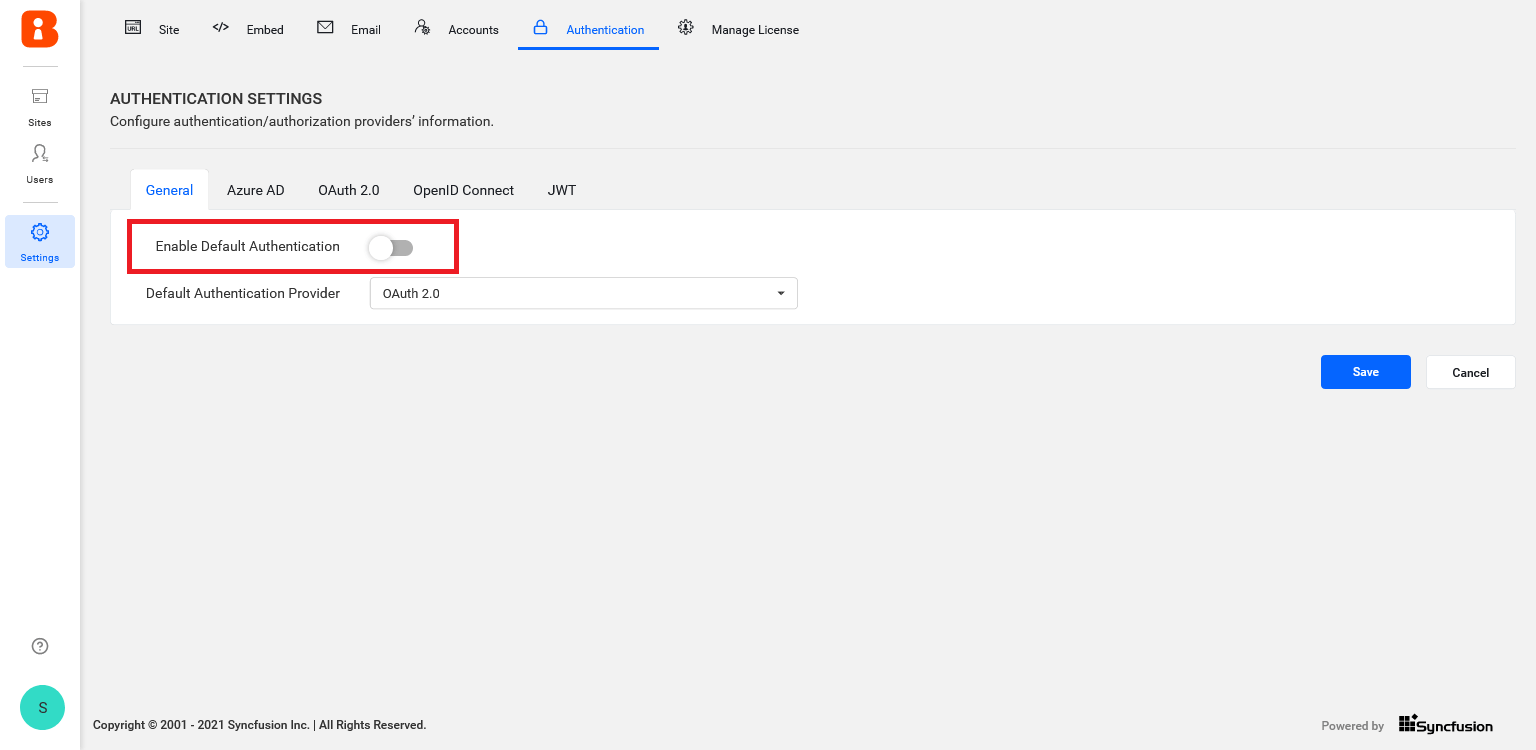 URL Site </> Embed Email Accounts Authentication Manage License
Sites
Users
Settings
AUTHENTICATION SETTINGS
Configure authentication/authorization providers’ information.
General Azure AD OAuth 2.0 OpenID Connect JWT
Enable Default Authentication
Default Authentication Provider OAuth 2.0
Save Cancel
?
S
Copyright © 2001 - 2021 Syncfusion Inc. | All Rights Reserved.
Powered by Syncfusion